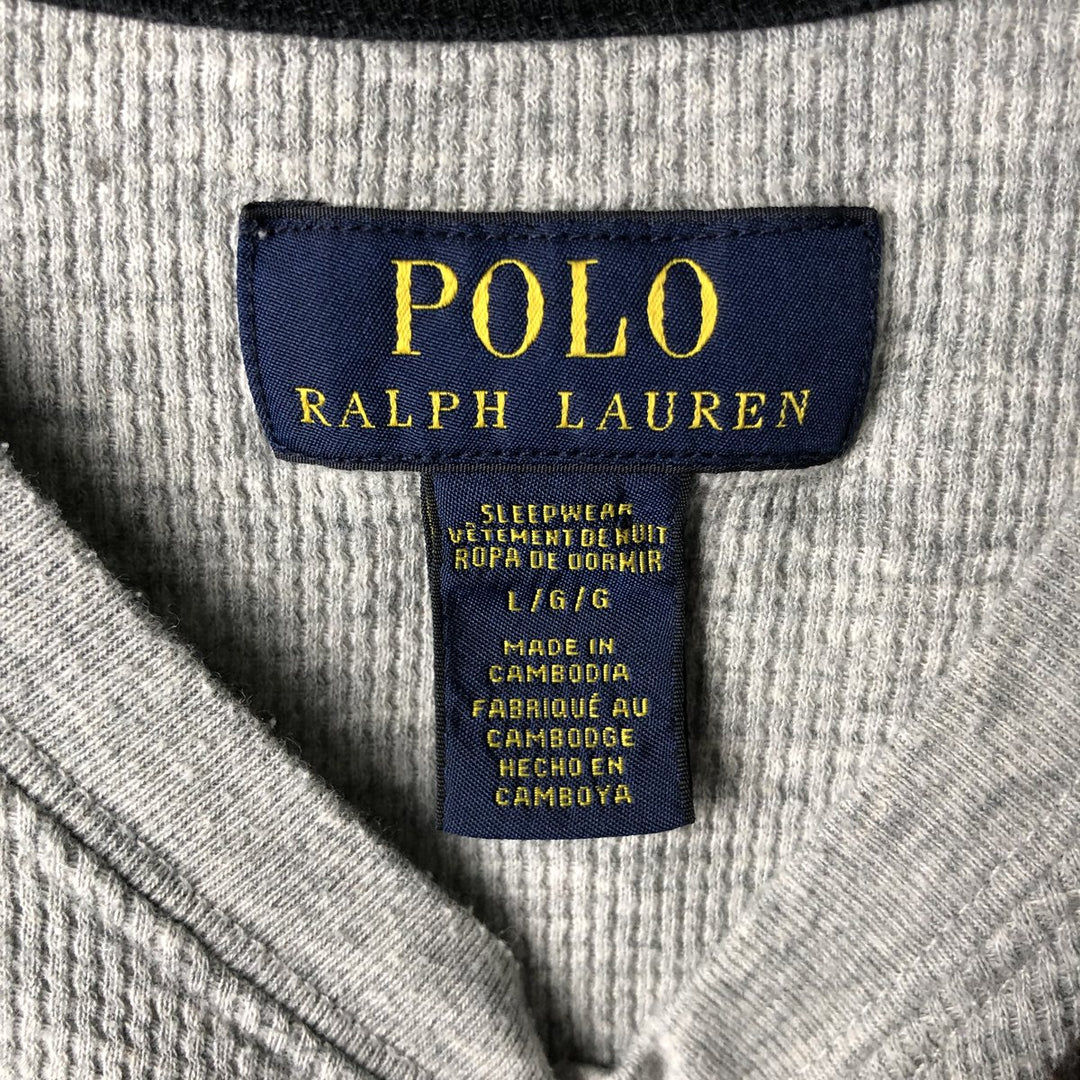 POLO
RALPH LAUREN
SLEEPWEAR
VÊTEMENT DE NUIT
ROPA DE DORMIR
L/G/G
MADE IN
CAMBODIA
FABRIQUÉ AU
CAMBODGE
HECHO EN
CAMBOYA